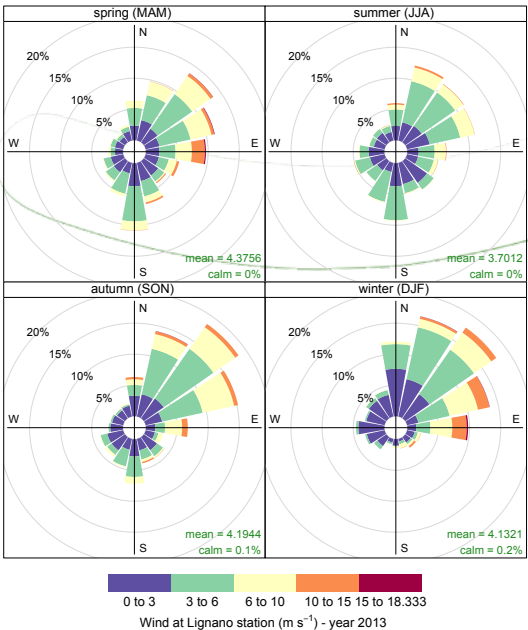 spring (MAM)
summer (JJA)
N
20%
15%
10%
5%
W
E
S
mean = 4.3756
calm = 0%
N
20%
15%
10%
5%
W
E
S
mean = 3.7012
calm = 0%
autumn (SON)
winter (DJF)
N
20%
15%
10%
5%
W
E
S
mean = 4.1944
calm = 0.1%
N
20%
15%
10%
5%
W
E
S
mean = 4.1321
calm = 0.2%
0 to 3 3 to 6 6 to 10 10 to 15 15 to 18.333
Wind at Lignano station (m s⁻¹) - year 2013